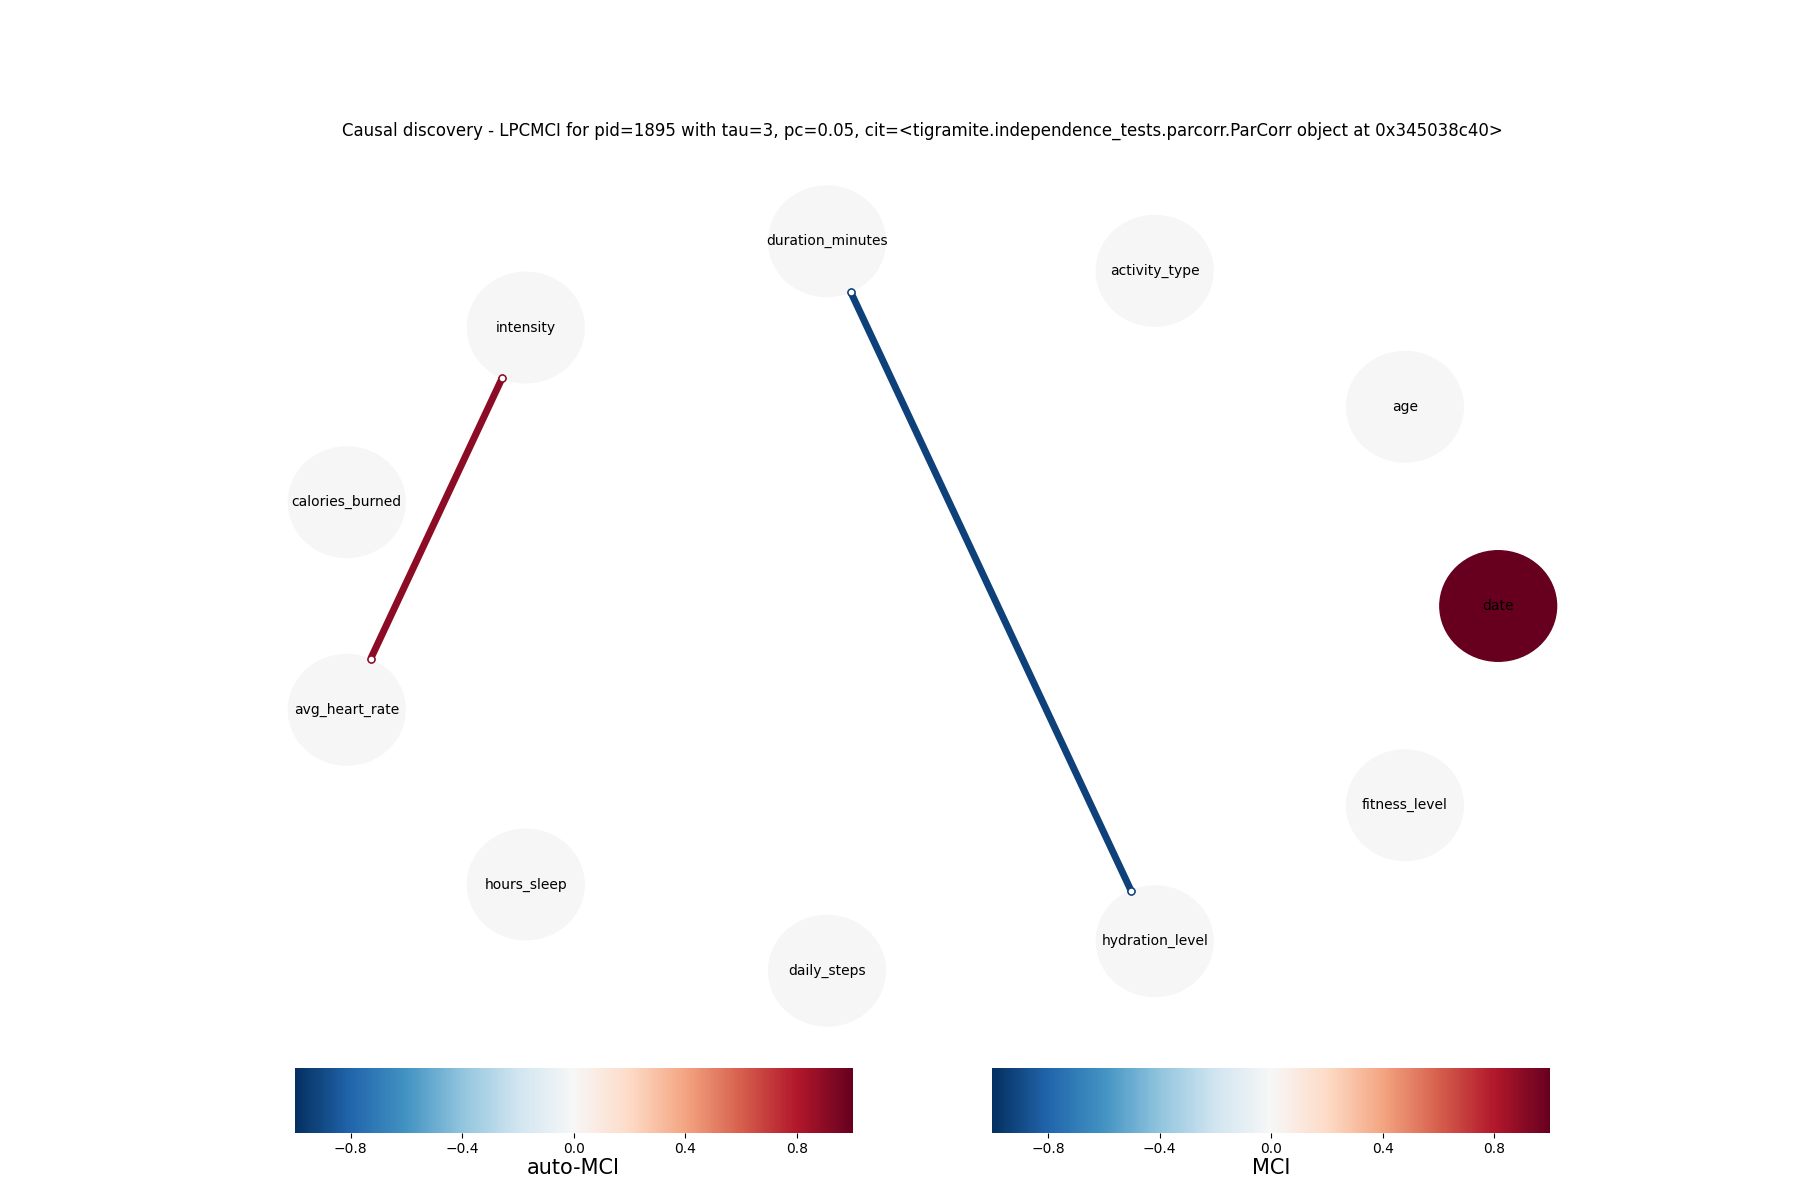 Causal discovery - LPCMCI for pid=1895 with tau=3, pc=0.05, cit=<tigramite.independence_tests.parcorr.ParCorr object at 0x345038c40>
duration_minutes
activity_type
intensity
age
calories_burned
date
avg_heart_rate
fitness_level
hours_sleep
hydration_level
daily_steps
−0.8 −0.4 0.0 0.4 0.8
auto-MCI
−0.8 −0.4 0.0 0.4 0.8
MCI